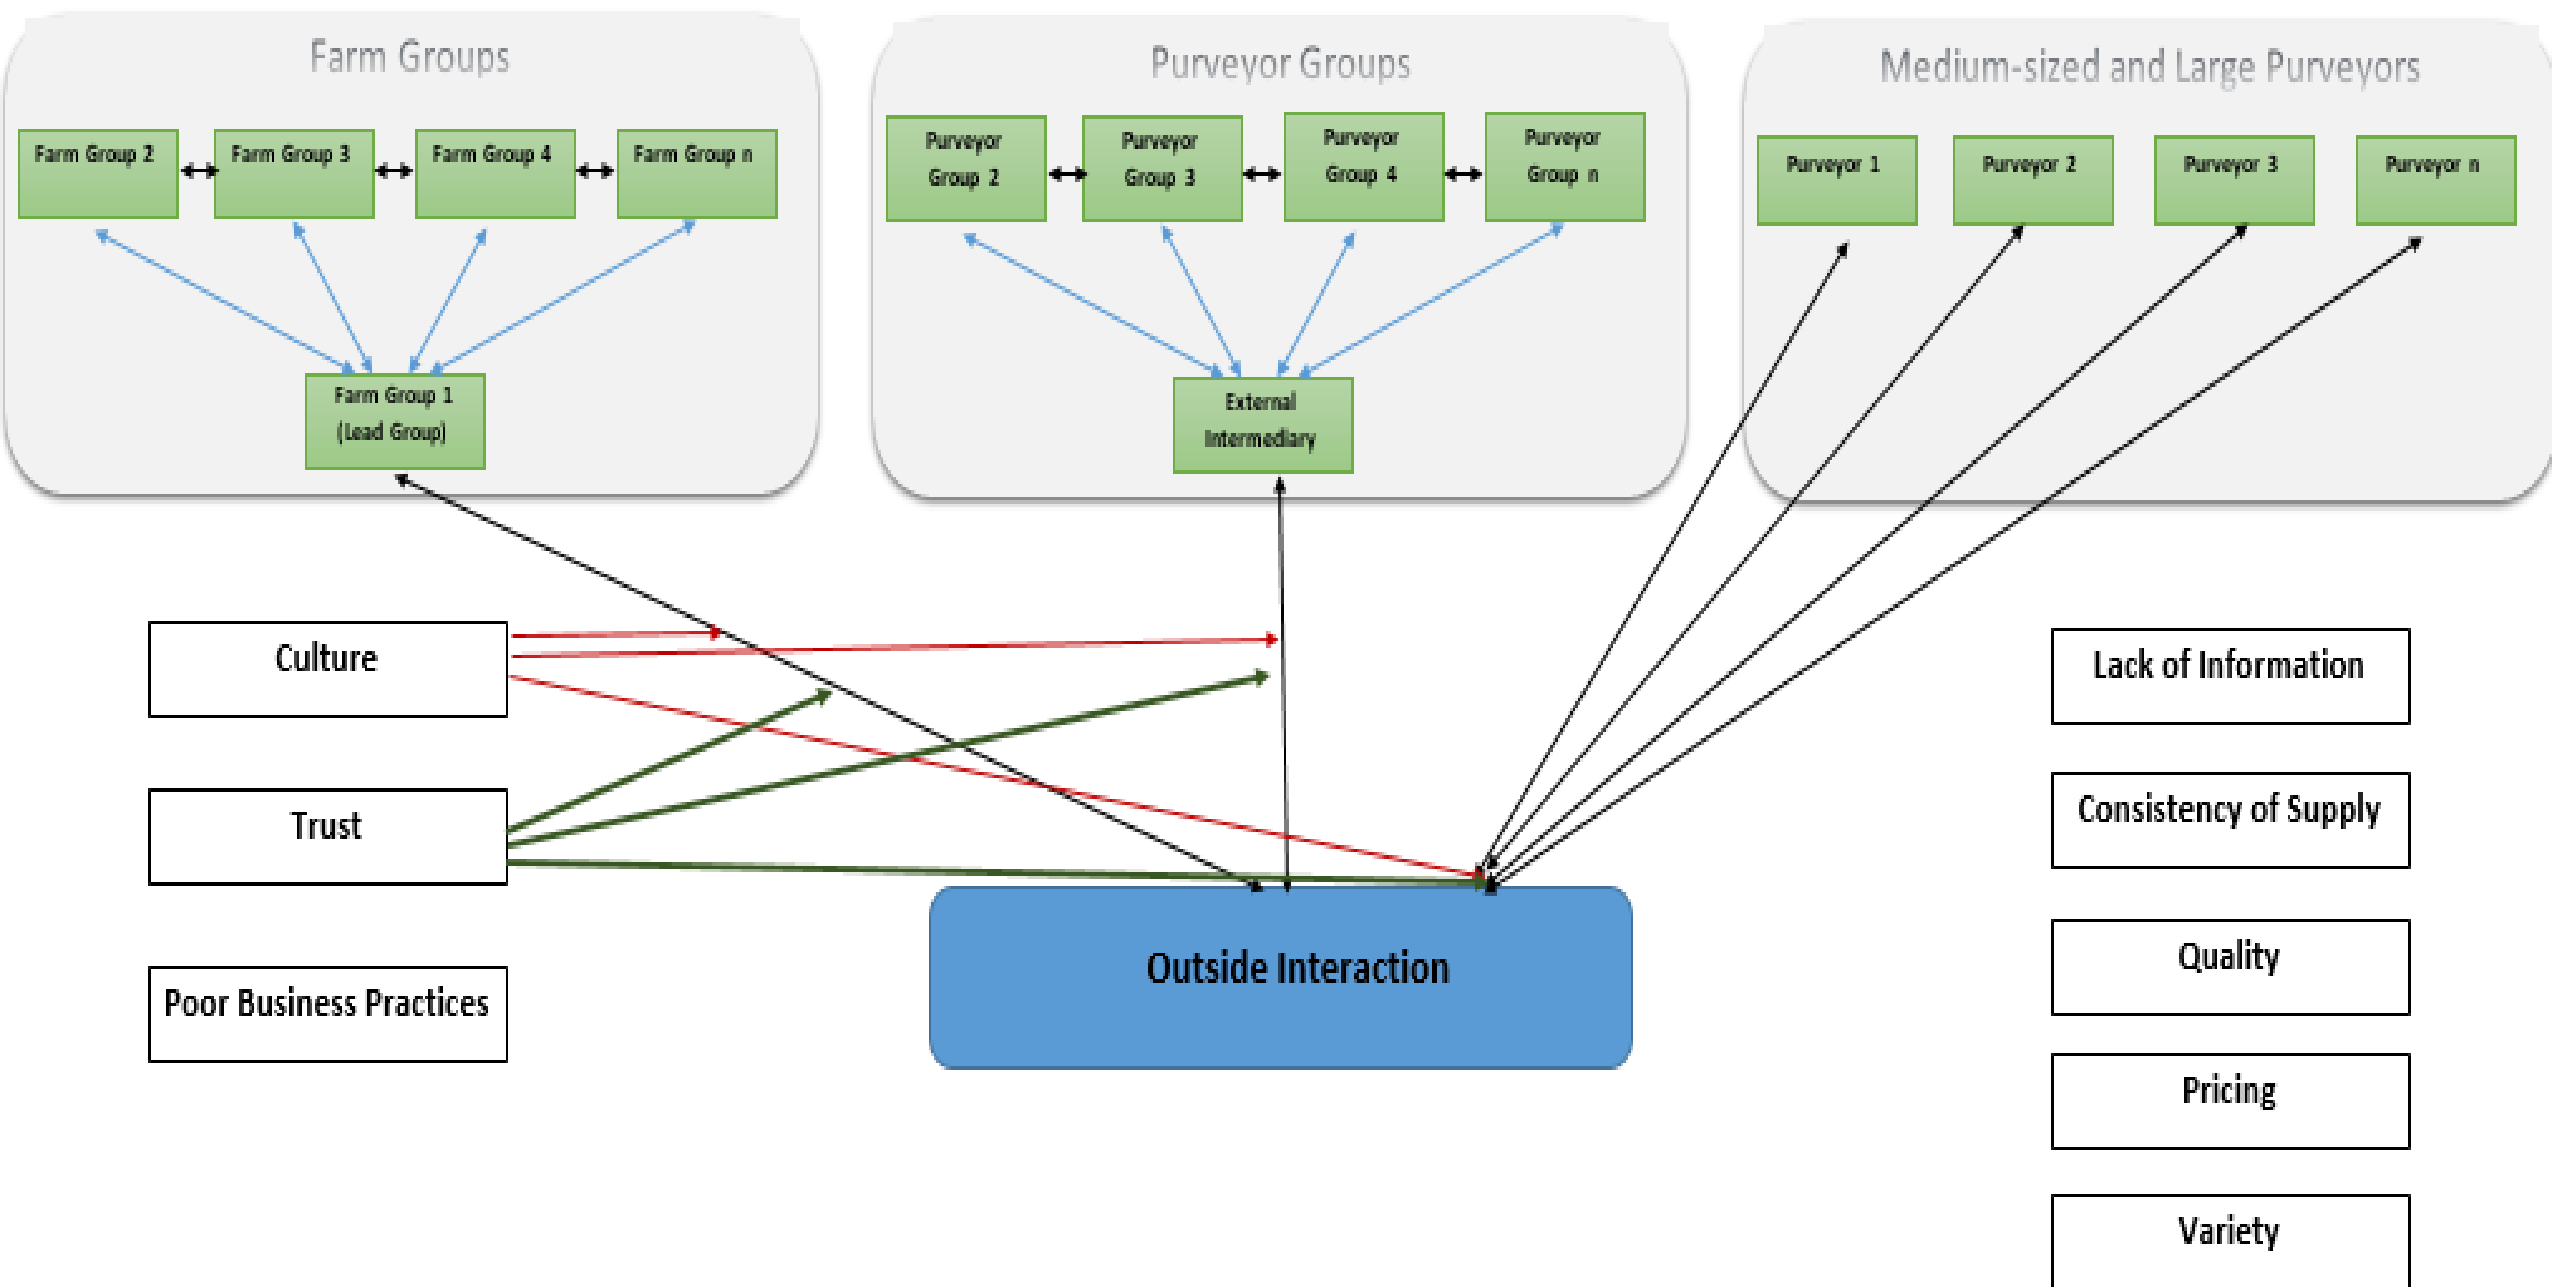 Farm Groups
Farm Group 2
Farm Group 3
Farm Group 4
Farm Group n
Farm Group 1
(Lead Group)
Purveyor Groups
Purveyor
Group 2
Purveyor
Group 3
Purveyor
Group 4
Purveyor
Group n
External
Intermediary
Medium-sized and Large Purveyors
Purveyor 1
Purveyor 2
Purveyor 3
Purveyor n
Culture
Trust
Poor Business Practices
Outside Interaction
Lack of Information
Consistency of Supply
Quality
Pricing
Variety